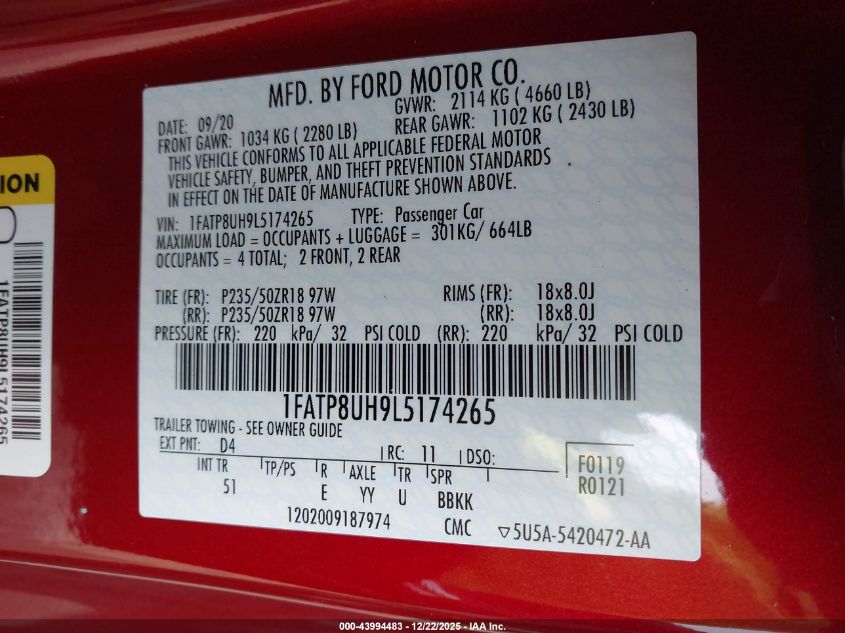 MFD. BY FORD MOTOR CO.
DATE: 09/20 GVWR: 2114 KG ( 4660 LB)
FRONT GAWR: 1034 KG ( 2280 LB) REAR GAWR: 1102 KG ( 2430 LB)
THIS VEHICLE CONFORMS TO ALL APPLICABLE FEDERAL MOTOR
VEHICLE SAFETY, BUMPER, AND THEFT PREVENTION STANDARDS
IN EFFECT ON THE DATE OF MANUFACTURE SHOWN ABOVE.
VIN: 1FATP8UH9L5174265 TYPE: Passenger Car
MAXIMUM LOAD = OCCUPANTS + LUGGAGE = 301KG/ 664LB
OCCUPANTS = 4 TOTAL; 2 FRONT, 2 REAR
TIRE (FR): P235/50ZR18 97W RIMS (FR): 18x8.0J
(RR): P235/50ZR18 97W (RR): 18x8.0J
PRESSURE (FR): 220 kPa/ 32 PSI COLD (RR): 220 kPa/ 32 PSI COLD
1FATP8UH9L5174265
TRAILER TOWING - SEE OWNER GUIDE
EXT PNT: D4 RC: 11 DSO:
INT TR TP/PS R AXLE TR SPR
51 E YY U BBKK
F0119
R0121
1202009187974 CMC ▽5U5A-5420472-AA
ION
1FATP8UH9L5174265
000-43994483 - 12/22/2025 - IAA Inc.